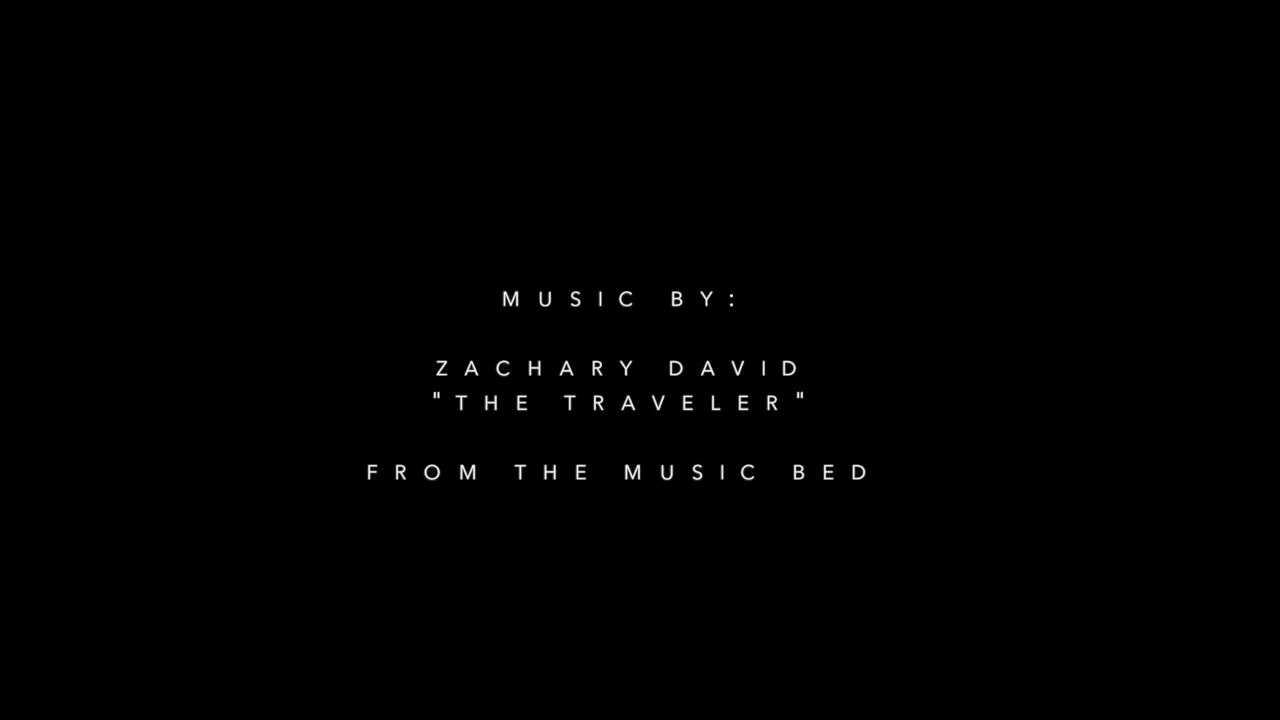 MUSIC BY:
ZACHARY DAVID
"THE TRAVELER"
FROM THE MUSIC BED